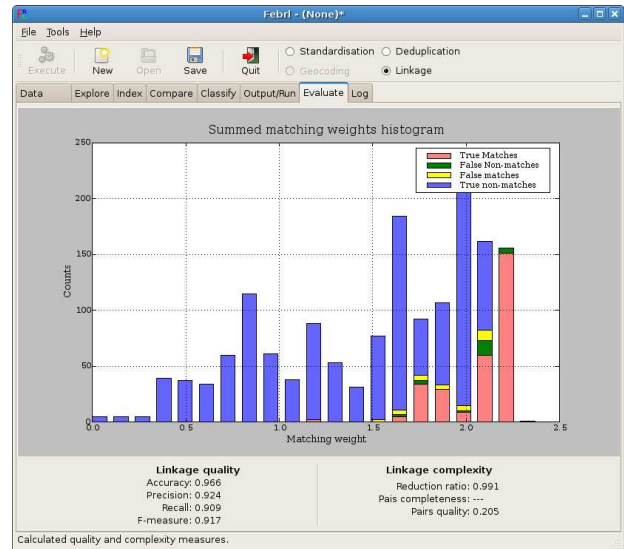 Febrl - (None)*
File Tools Help
Execute New Open Save Quit
Standardisation Deduplication
Geocoding Linkage
Data Explore Index Compare Classify Output/Run Evaluate Log
Summed matching weights histogram
250
200
150
100
50
0
Counts
True Matches
False Non-matches
False matches
True non-matches
0.0 0.5 1.0 1.5 2.0 2.5
Matching weight
Linkage quality
Accuracy: 0.966
Precision: 0.924
Recall: 0.909
F-measure: 0.917
Linkage complexity
Reduction ratio: 0.991
Pais completeness: ---
Pairs quality: 0.205
Calculated quality and complexity measures.